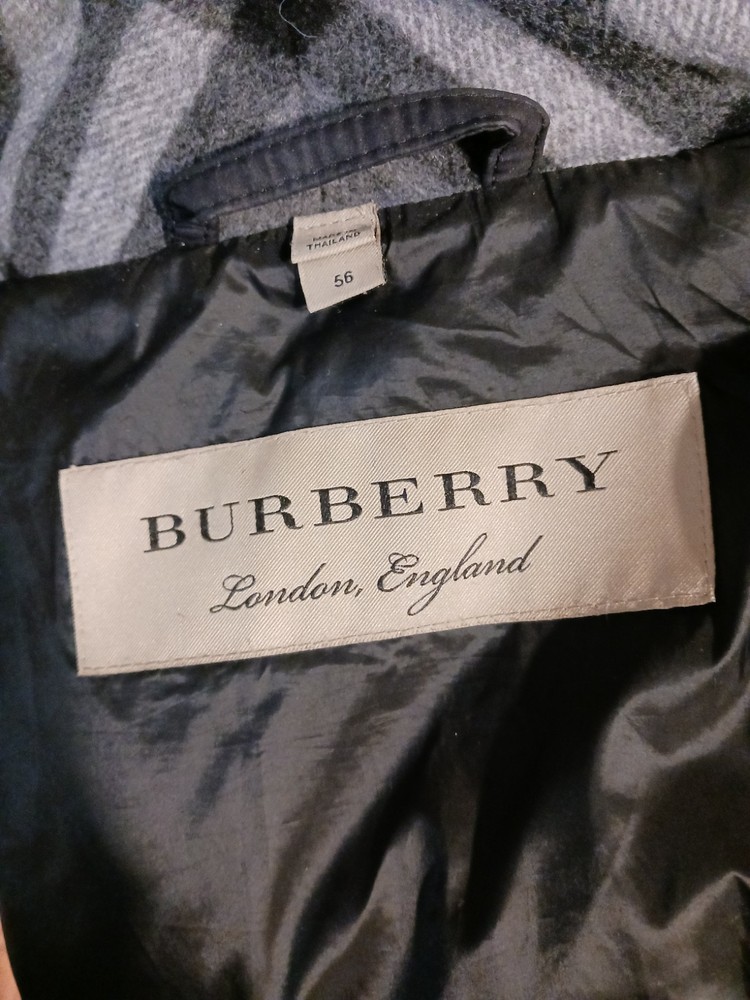 MADE IN
THAILAND
56
BURBERRY
London, England